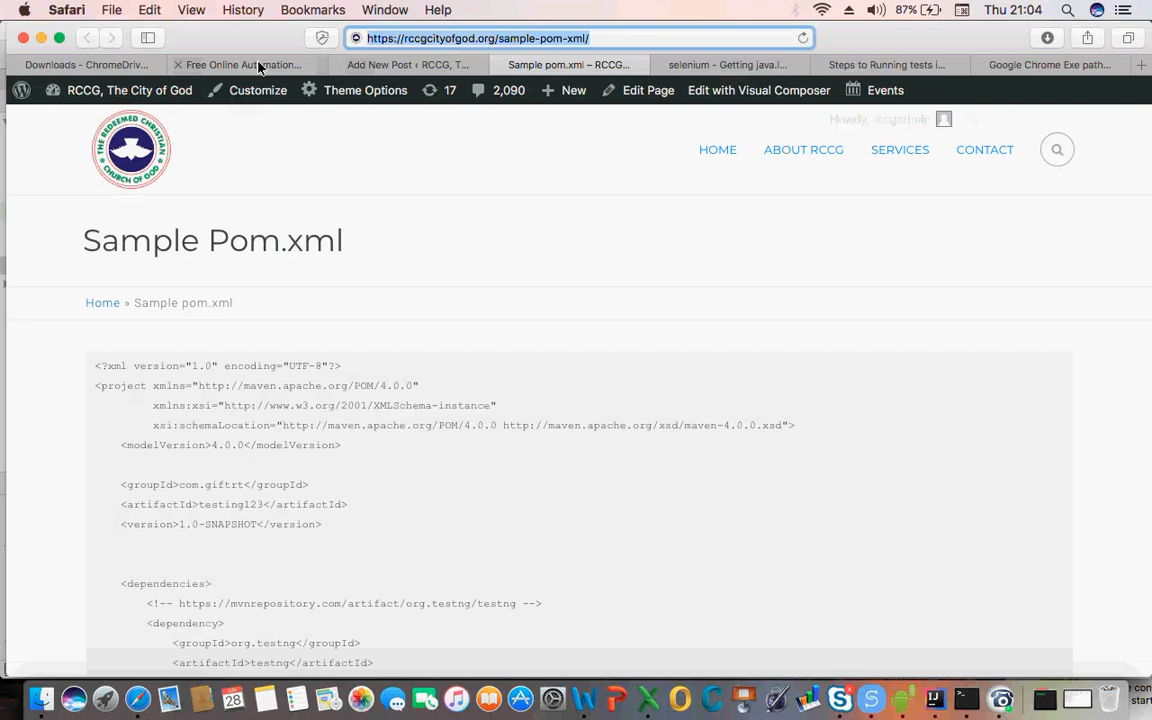 Safari File Edit View History Bookmarks Window Help 87% Thu 21:04
https://rccgcityofgod.org/sample-pom-xml/
Downloads - ChromeDriv... Free Online Automation... Add New Post ‹ RCCG, T... Sample pom.xml – RCCG... selenium - Getting java.l... Steps to Running tests i... Google Chrome Exe path...
RCCG, The City of God Customize Theme Options 17 2,090 New Edit Page Edit with Visual Composer Events
Howdy,
THE REDEEMED CHRISTIAN CHURCH OF GOD
HOME ABOUT RCCG SERVICES CONTACT
Sample Pom.xml
Home » Sample pom.xml
<?xml version="1.0" encoding="UTF-8"?>
<project xmlns="http://maven.apache.org/POM/4.0.0"
xmlns:xsi="http://www.w3.org/2001/XMLSchema-instance"
xsi:schemaLocation="http://maven.apache.org/POM/4.0.0 http://maven.apache.org/xsd/maven-4.0.0.xsd">
<modelVersion>4.0.0</modelVersion>
<groupId>com.giftrt</groupId>
<artifactId>testing123</artifactId>
<version>1.0-SNAPSHOT</version>
<dependencies>
<!-- https://mvnrepository.com/artifact/org.testng/testng -->
<dependency>
<groupId>org.testng</groupId>
<artifactId>testng</artifactId>